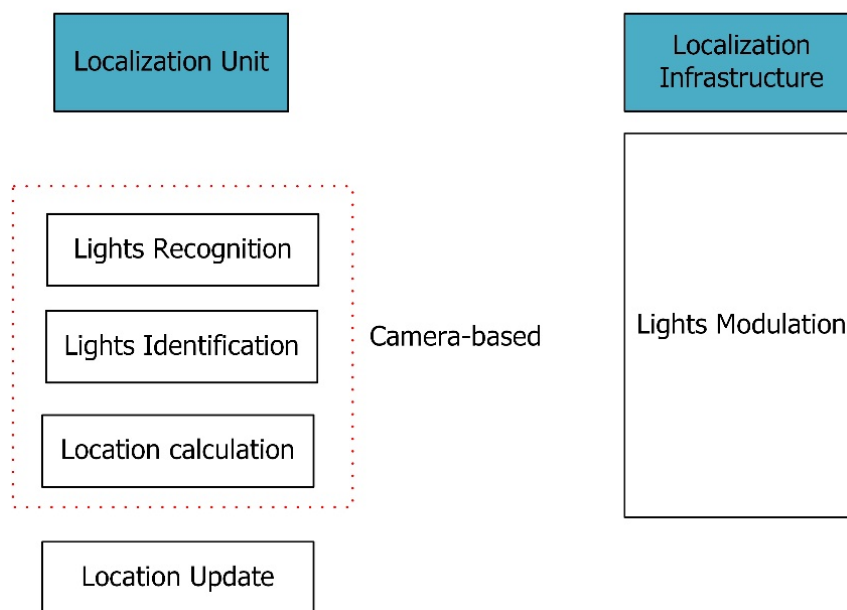 Localization Unit
Localization
Infrastructure
Lights Recognition
Lights Identification
Camera-based
Lights Modulation
Location calculation
Location Update